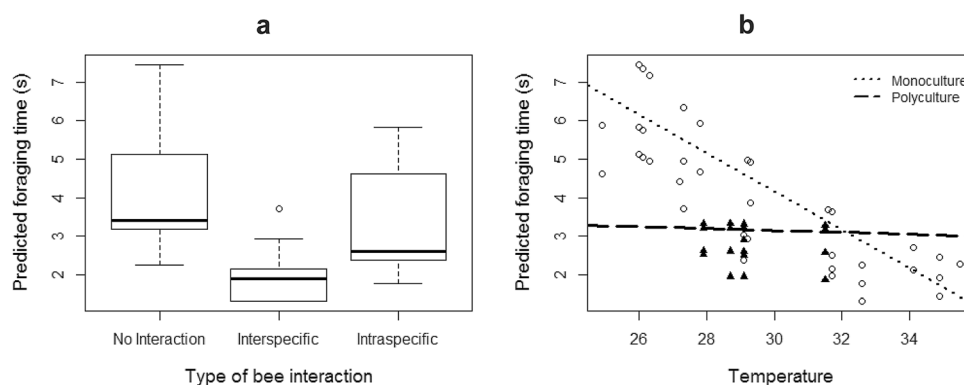 a
Predicted foraging time (s)
7
6
5
4
3
2
No Interaction Interspecific Intraspecific
Type of bee interaction
b
Predicted foraging time (s)
7
6
5
4
3
2
Monoculture
Polyculture
26 28 30 32 34
Temperature